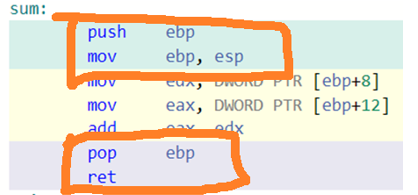 sum:
push ebp
mov ebp, esp
mov edx, DWORD PTR [ebp+8]
mov eax, DWORD PTR [ebp+12]
add eax, edx
pop ebp
ret